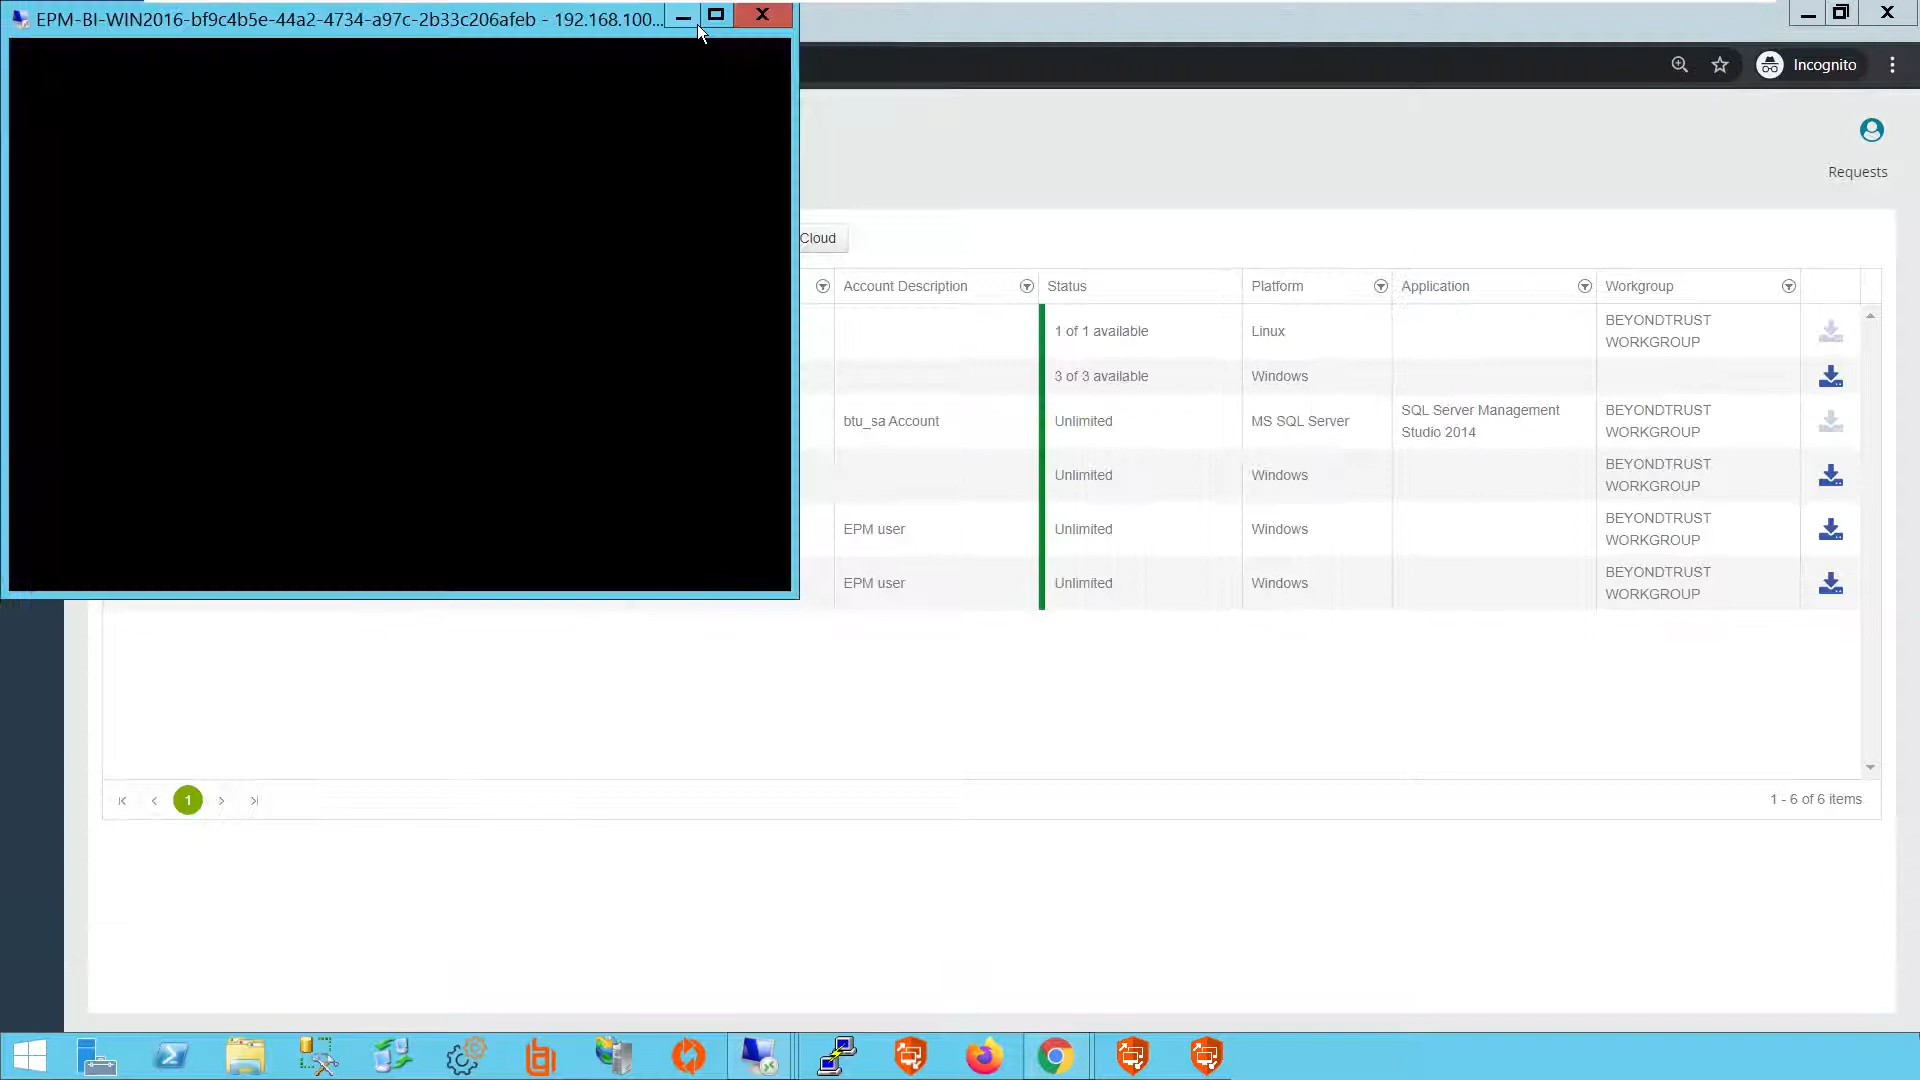 EPM-BI-WIN2016-bf9c4b5e-44a2-4734-a97c-2b33c206afeb - 192.168.100...
Incognito
Requests
Cloud
Account Description Status Platform Application Workgroup
1 of 1 available Linux BEYONDTRUST
WORKGROUP
3 of 3 available Windows
btu_sa Account Unlimited MS SQL Server SQL Server Management
Studio 2014 BEYONDTRUST
WORKGROUP
Unlimited Windows BEYONDTRUST
WORKGROUP
EPM user Unlimited Windows BEYONDTRUST
WORKGROUP
EPM user Unlimited Windows BEYONDTRUST
WORKGROUP
1 1 - 6 of 6 items